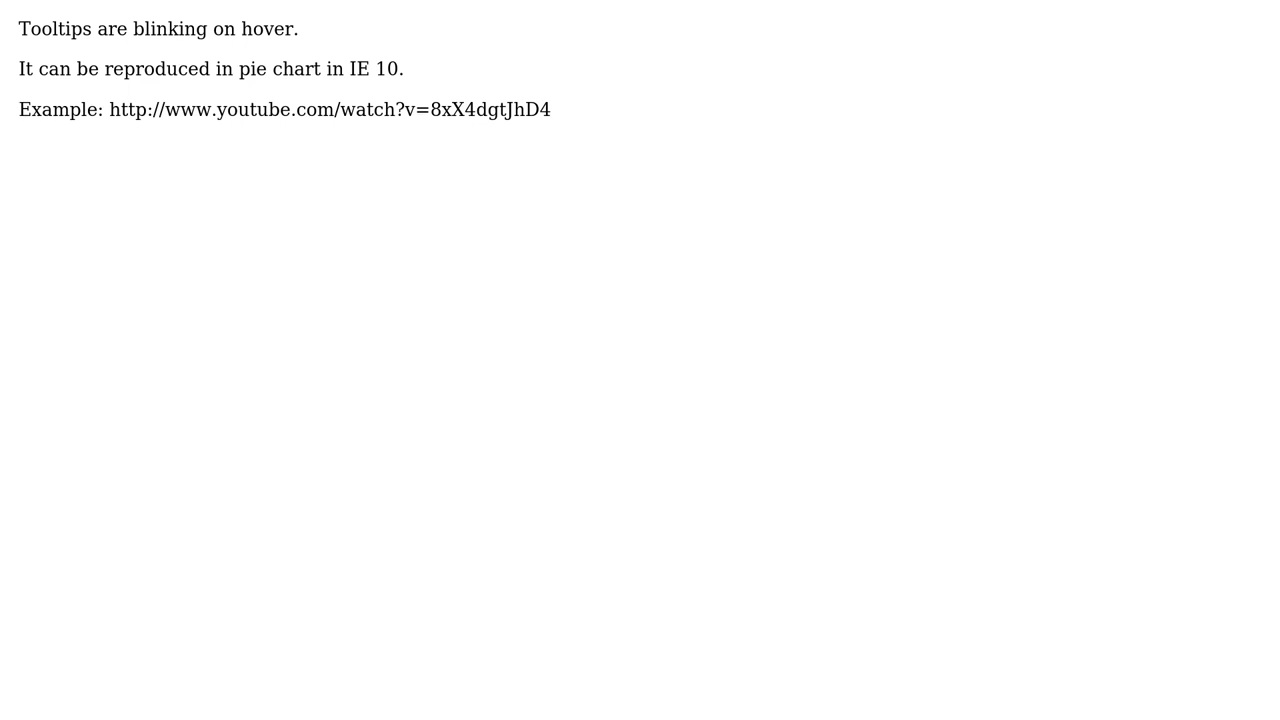 Tooltips are blinking on hover.
It can be reproduced in pie chart in IE 10.
Example: http://www.youtube.com/watch?v=8xX4dgtJhD4